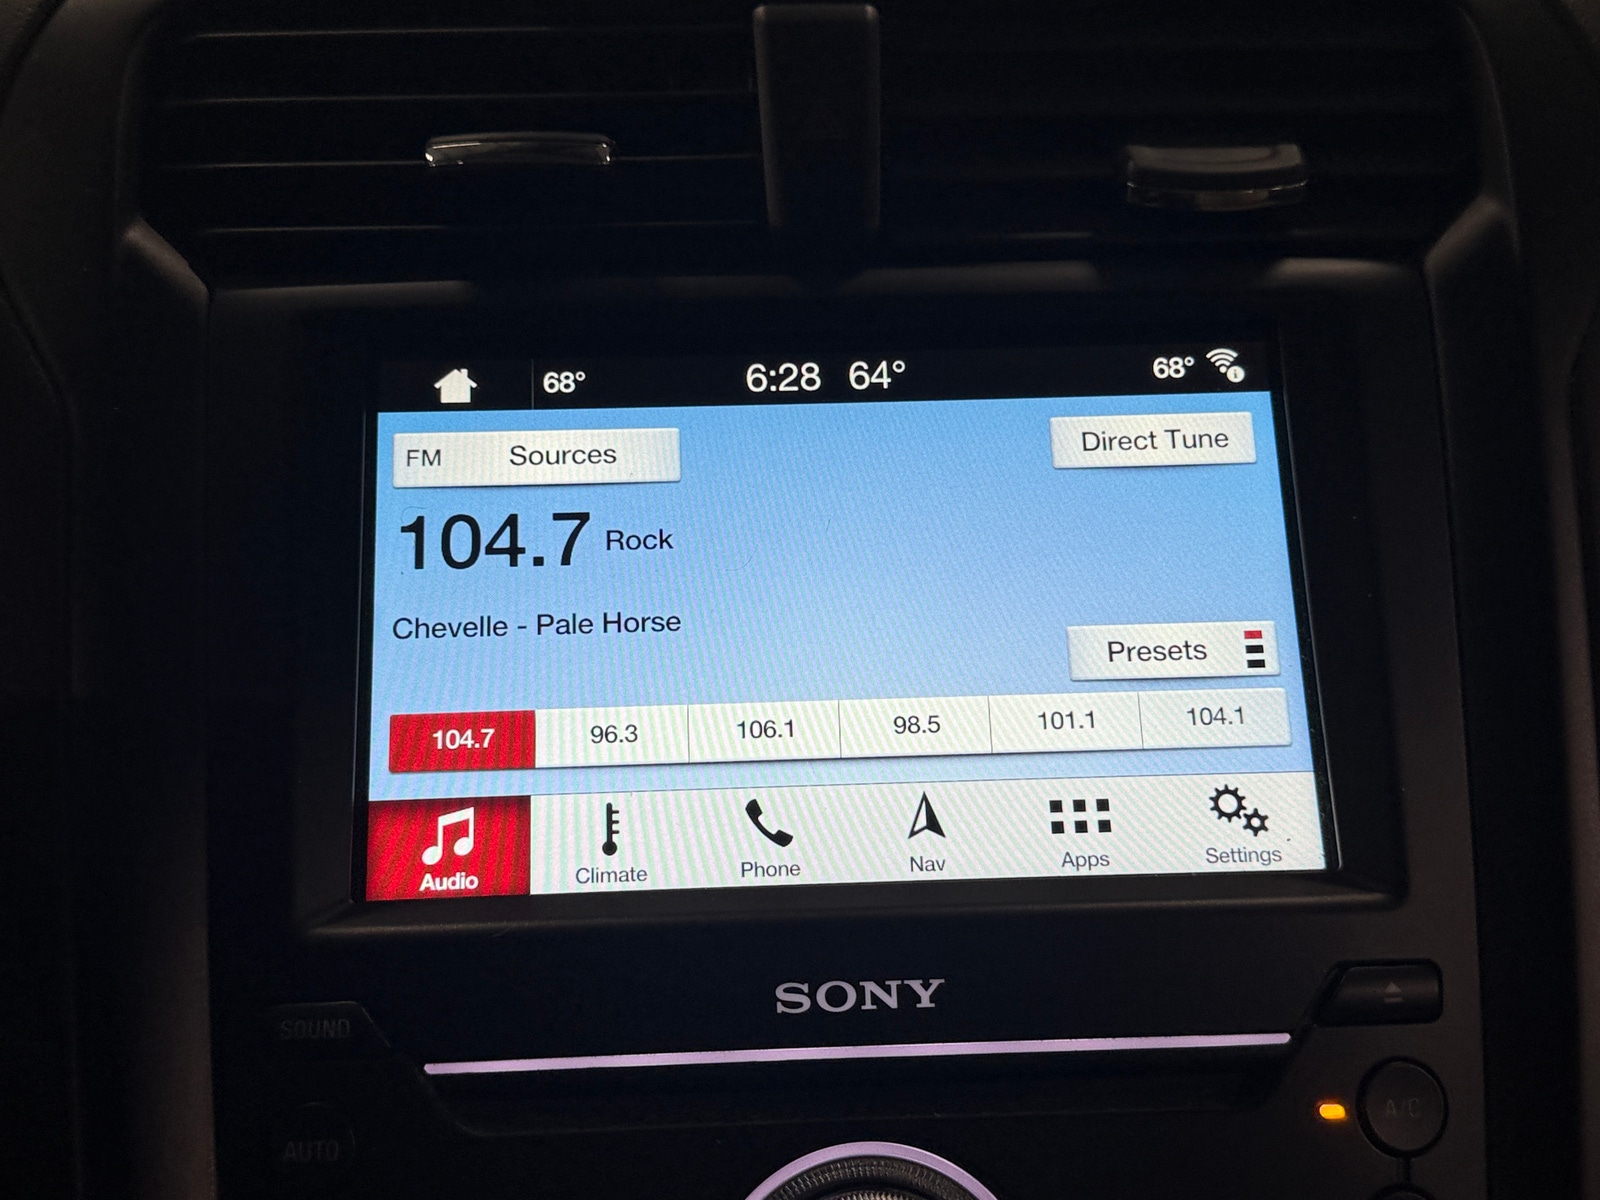 68° 6:28 64° 68°
FM Sources Direct Tune
104.7 Rock
Chevelle - Pale Horse
Presets
104.7 96.3 106.1 98.5 101.1 104.1
Audio Climate Phone Nav Apps Settings
SONY
SOUND
A/C
AUTO